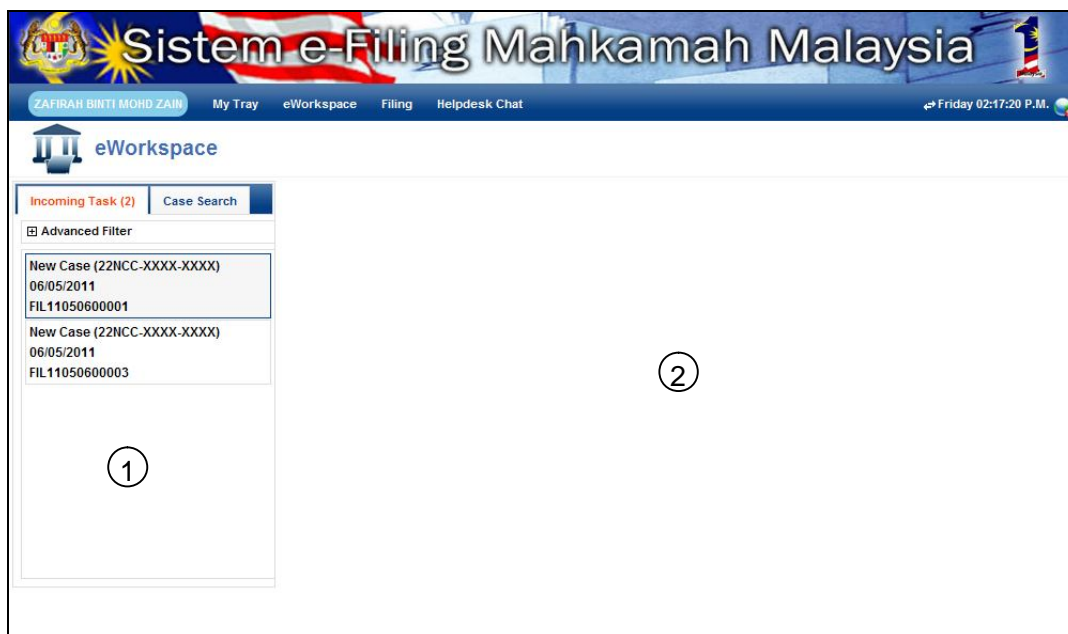 Sistem e-Filing Mahkamah Malaysia 1
ZAFIRAH BINTI MOHD ZAIN My Tray eWorkspace Filing Helpdesk Chat Friday 02:17:20 P.M.
eWorkspace
Incoming Task (2) Case Search
Advanced Filter
New Case (22NCC-XXXX-XXXX)
06/05/2011
FIL11050600001
New Case (22NCC-XXXX-XXXX)
06/05/2011
FIL11050600003
1
2